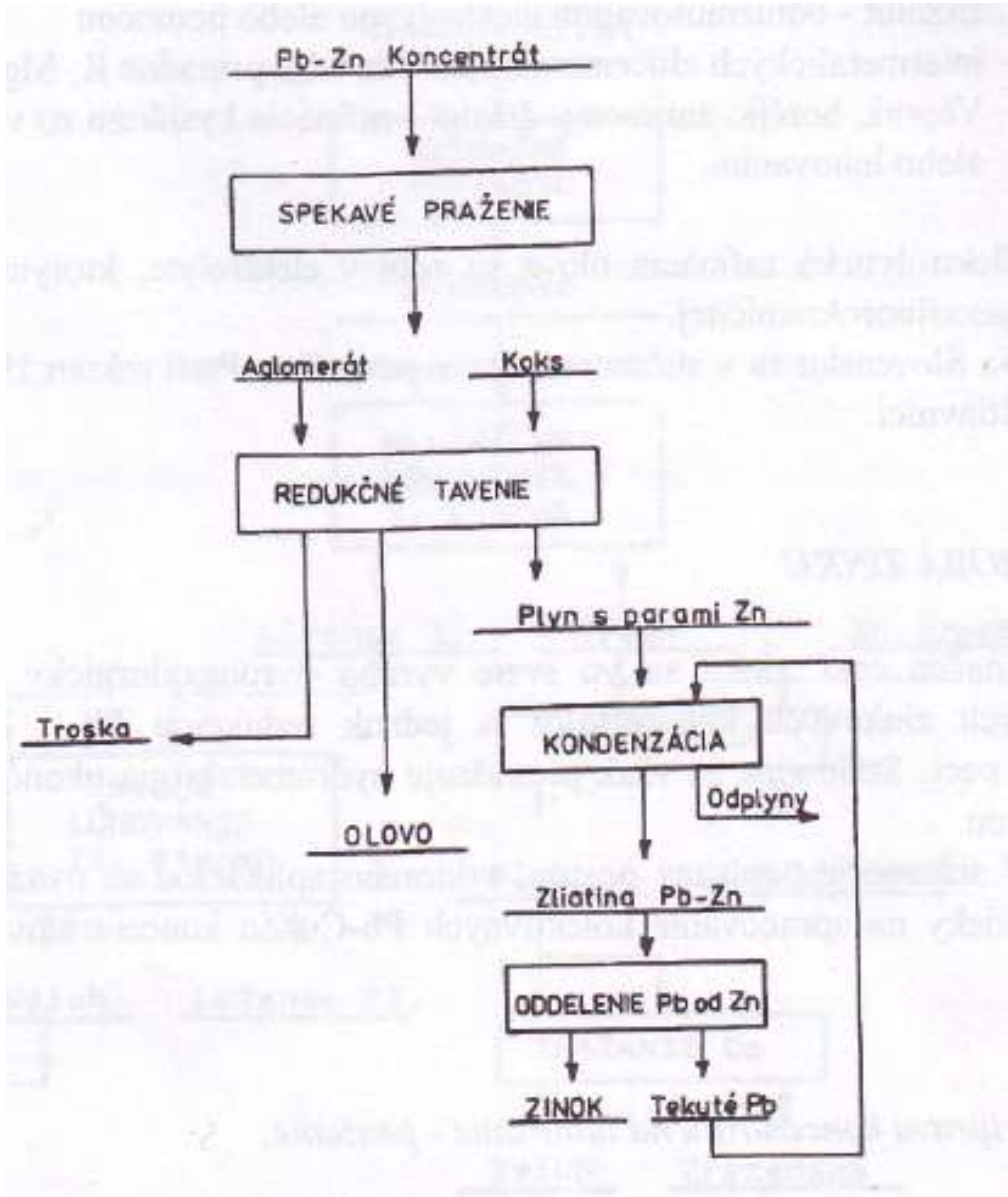 Pb-Zn Koncentrát
SPEKAVÉ PRAŽENIE
Aglomerát
Koks
REDUKČNÉ TAVENIE
Plyn s parami Zn
Troska
KONDENZÁCIA
Odplyny
OLOVO
Zliatina Pb-Zn
ODDELENIE Pb od Zn
ZINOK
Tekuté Pb